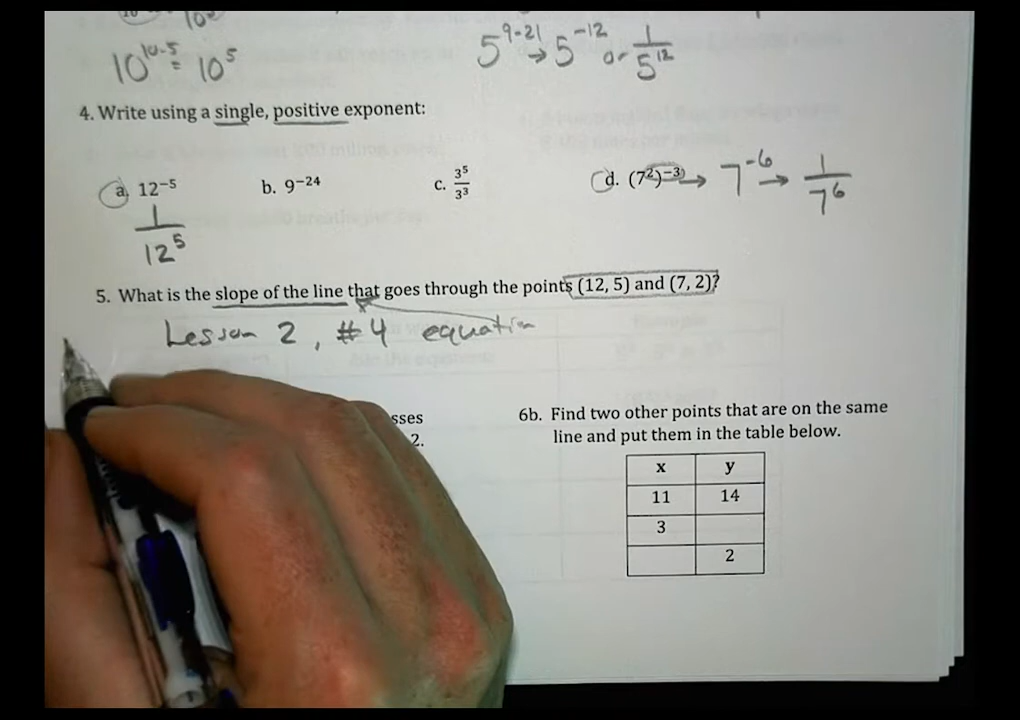 10^10-5 = 10^5
5^9-21 → 5^-12 or 1/5^12
4. Write using a single, positive exponent:
a. 12^-5 b. 9^-24 c. 3^5/3^3 d. (7^2)^-3 → 7^-6 → 1/7^6
1/12^5
5. What is the slope of the line that goes through the points (12, 5) and (7, 2)?
Lesson 2, #4 equation
sses
2.
6b. Find two other points that are on the same
line and put them in the table below.
x y
11 14
3
2